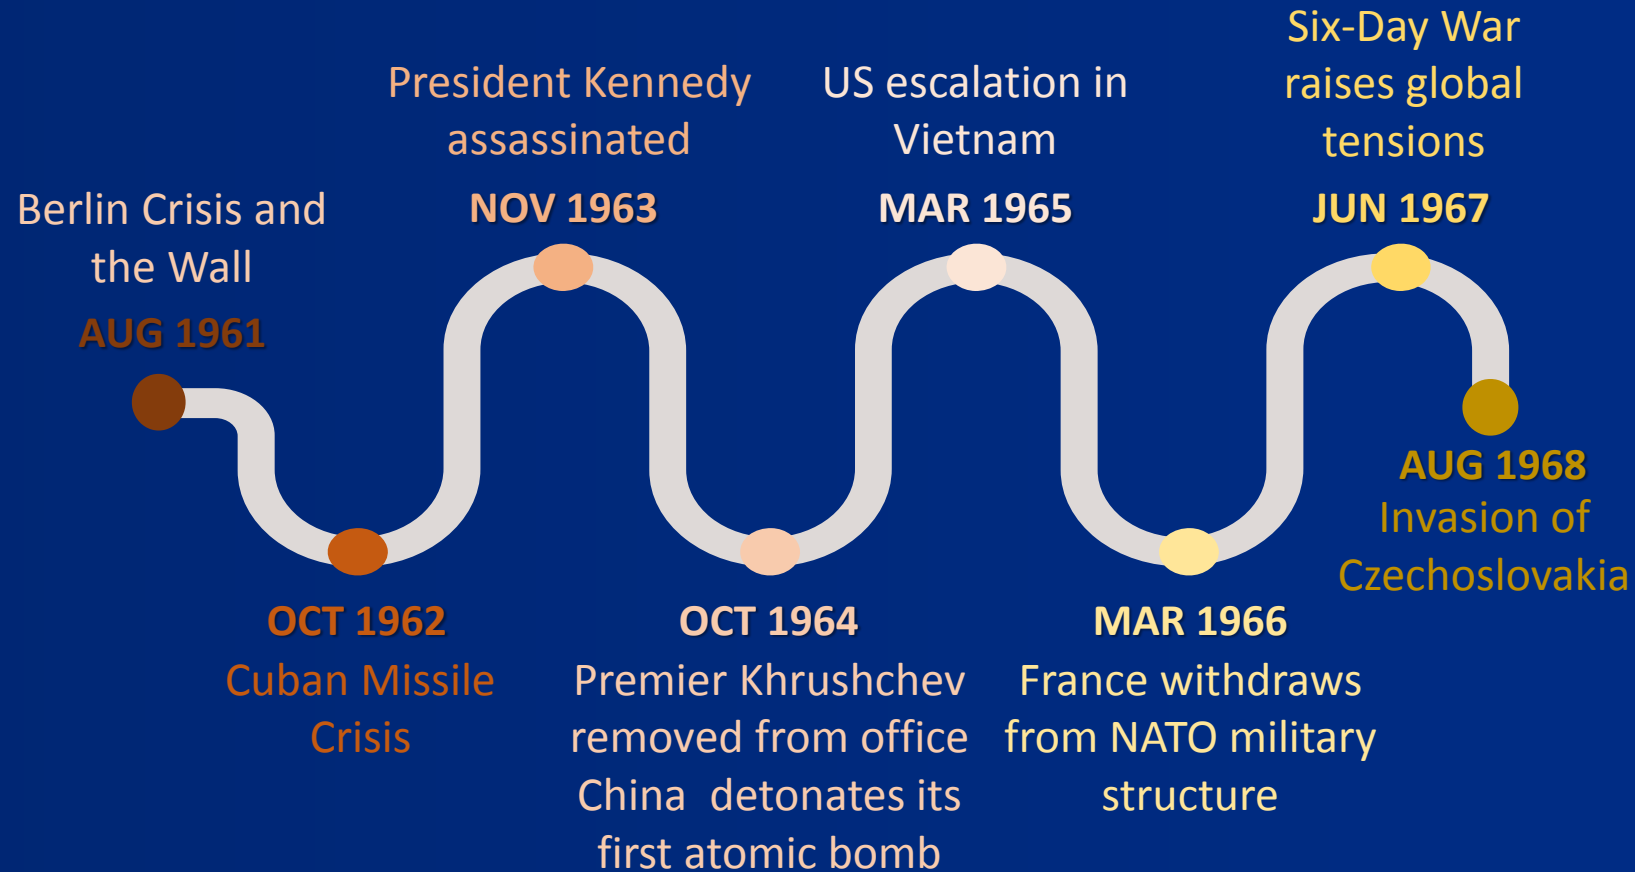 Berlin Crisis and
the Wall
AUG 1961
OCT 1962
Cuban Missile
Crisis
President Kennedy
assassinated
NOV 1963
OCT 1964
Premier Khrushchev
removed from office
China  detonates its
first atomic bomb
US escalation in
Vietnam
MAR 1965
MAR 1966
France withdraws
from NATO military
structure
Six-Day War
raises global
tensions
JUN 1967
AUG 1968
Invasion of
Czechoslovakia